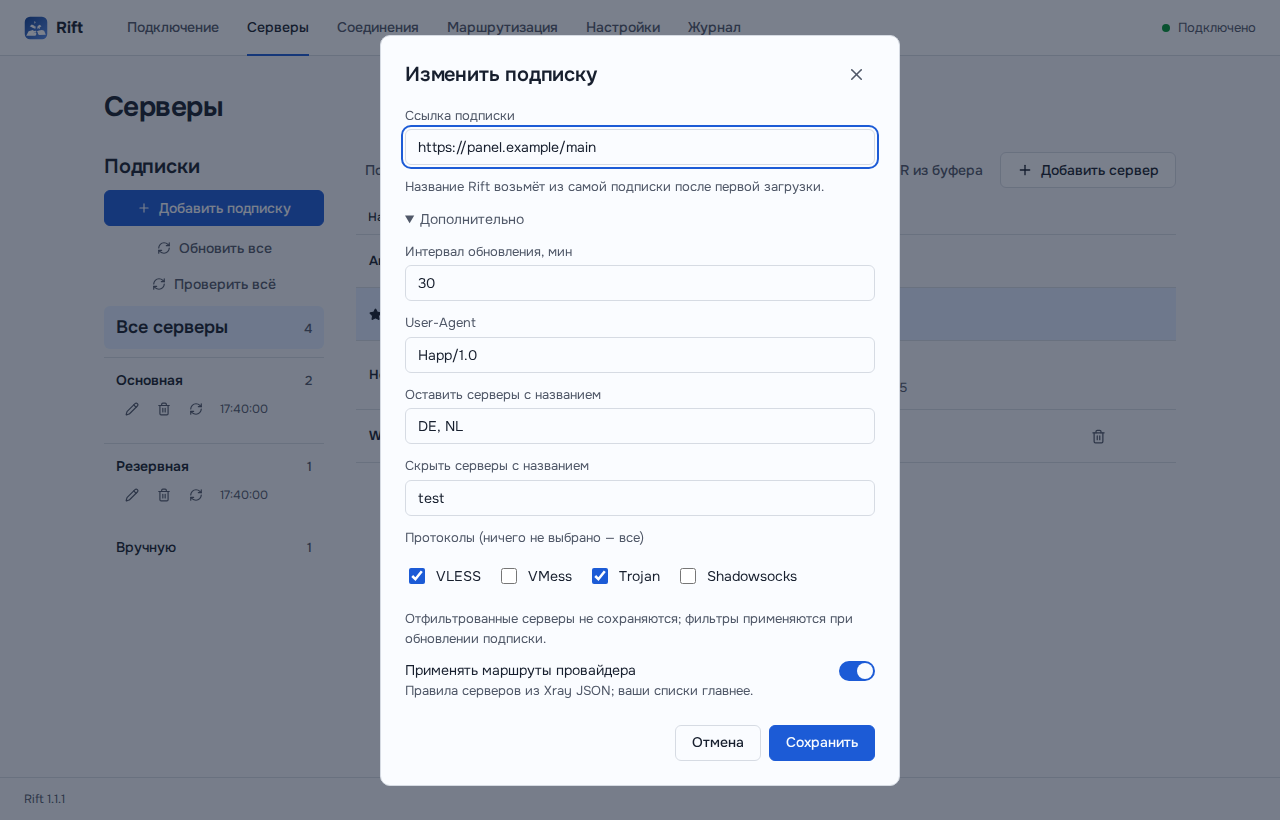 Rift
Подключение
Серверы
Соединения
Маршрутизация
Настройки
Журнал
Подключено
Серверы
Подписки
Добавить подписку
Обновить все
Проверить всё
Все серверы 4
Основная 2
17:40:00
Резервная 1
17:40:00
Вручную 1
R из буфера
Добавить сервер
Изменить подписку
Ссылка подписки
https://panel.example/main
Название Rift возьмёт из самой подписки после первой загрузки.
Дополнительно
Интервал обновления, мин
30
User-Agent
Happ/1.0
Оставить серверы с названием
DE, NL
Скрыть серверы с названием
test
Протоколы (ничего не выбрано — все)
VLESS VMess Trojan Shadowsocks
Отфильтрованные серверы не сохраняются; фильтры применяются при
обновлении подписки.
Применять маршруты провайдера
Правила серверов из Xray JSON; ваши списки главнее.
Отмена
Сохранить
Rift 1.1.1